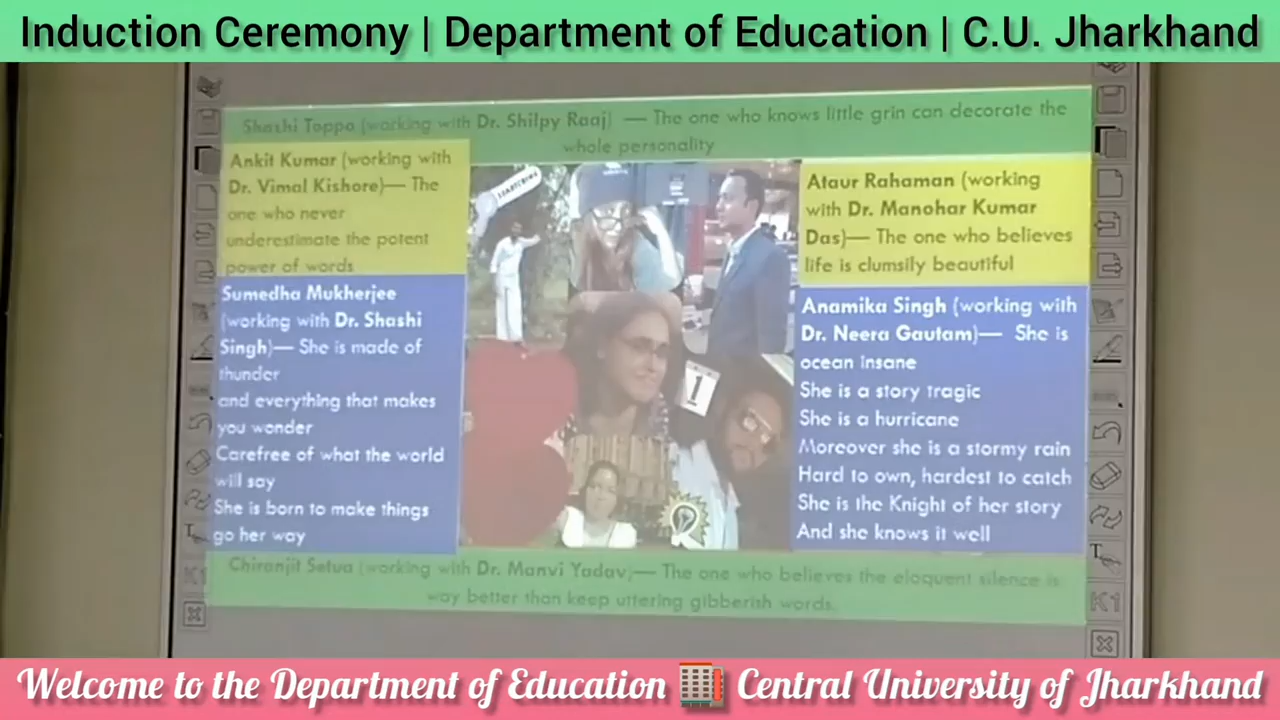 Induction Ceremony | Department of Education | C.U. Jharkhand
Shashi Toppo (working with Dr. Shilpy Raaj) — The one who knows little grin can decorate the
whole personality
Ankit Kumar (working with
Dr. Vimal Kishore)— The
one who never
underestimate the potent
power of words
Ataur Rahaman (working
with Dr. Manohar Kumar
Das)— The one who believes
life is clumsily beautiful
Sumedha Mukherjee
(working with Dr. Shashi
Singh)— She is made of
thunder
and everything that makes
you wonder
Carefree of what the world
will say
She is born to make things
go her way
Anamika Singh (working with
Dr. Neera Gautam)— She is
ocean insane
She is a story tragic
She is a hurricane
Moreover she is a stormy rain
Hard to own, hardest to catch
She is the Knight of her story
And she knows it well
1
Chiranjit Setua (working with Dr. Manvi Yadav)— The one who believes the eloquent silence is
way better than keep uttering gibberish words.
K1
K1
Welcome to the Department of Education Central University of Jharkhand